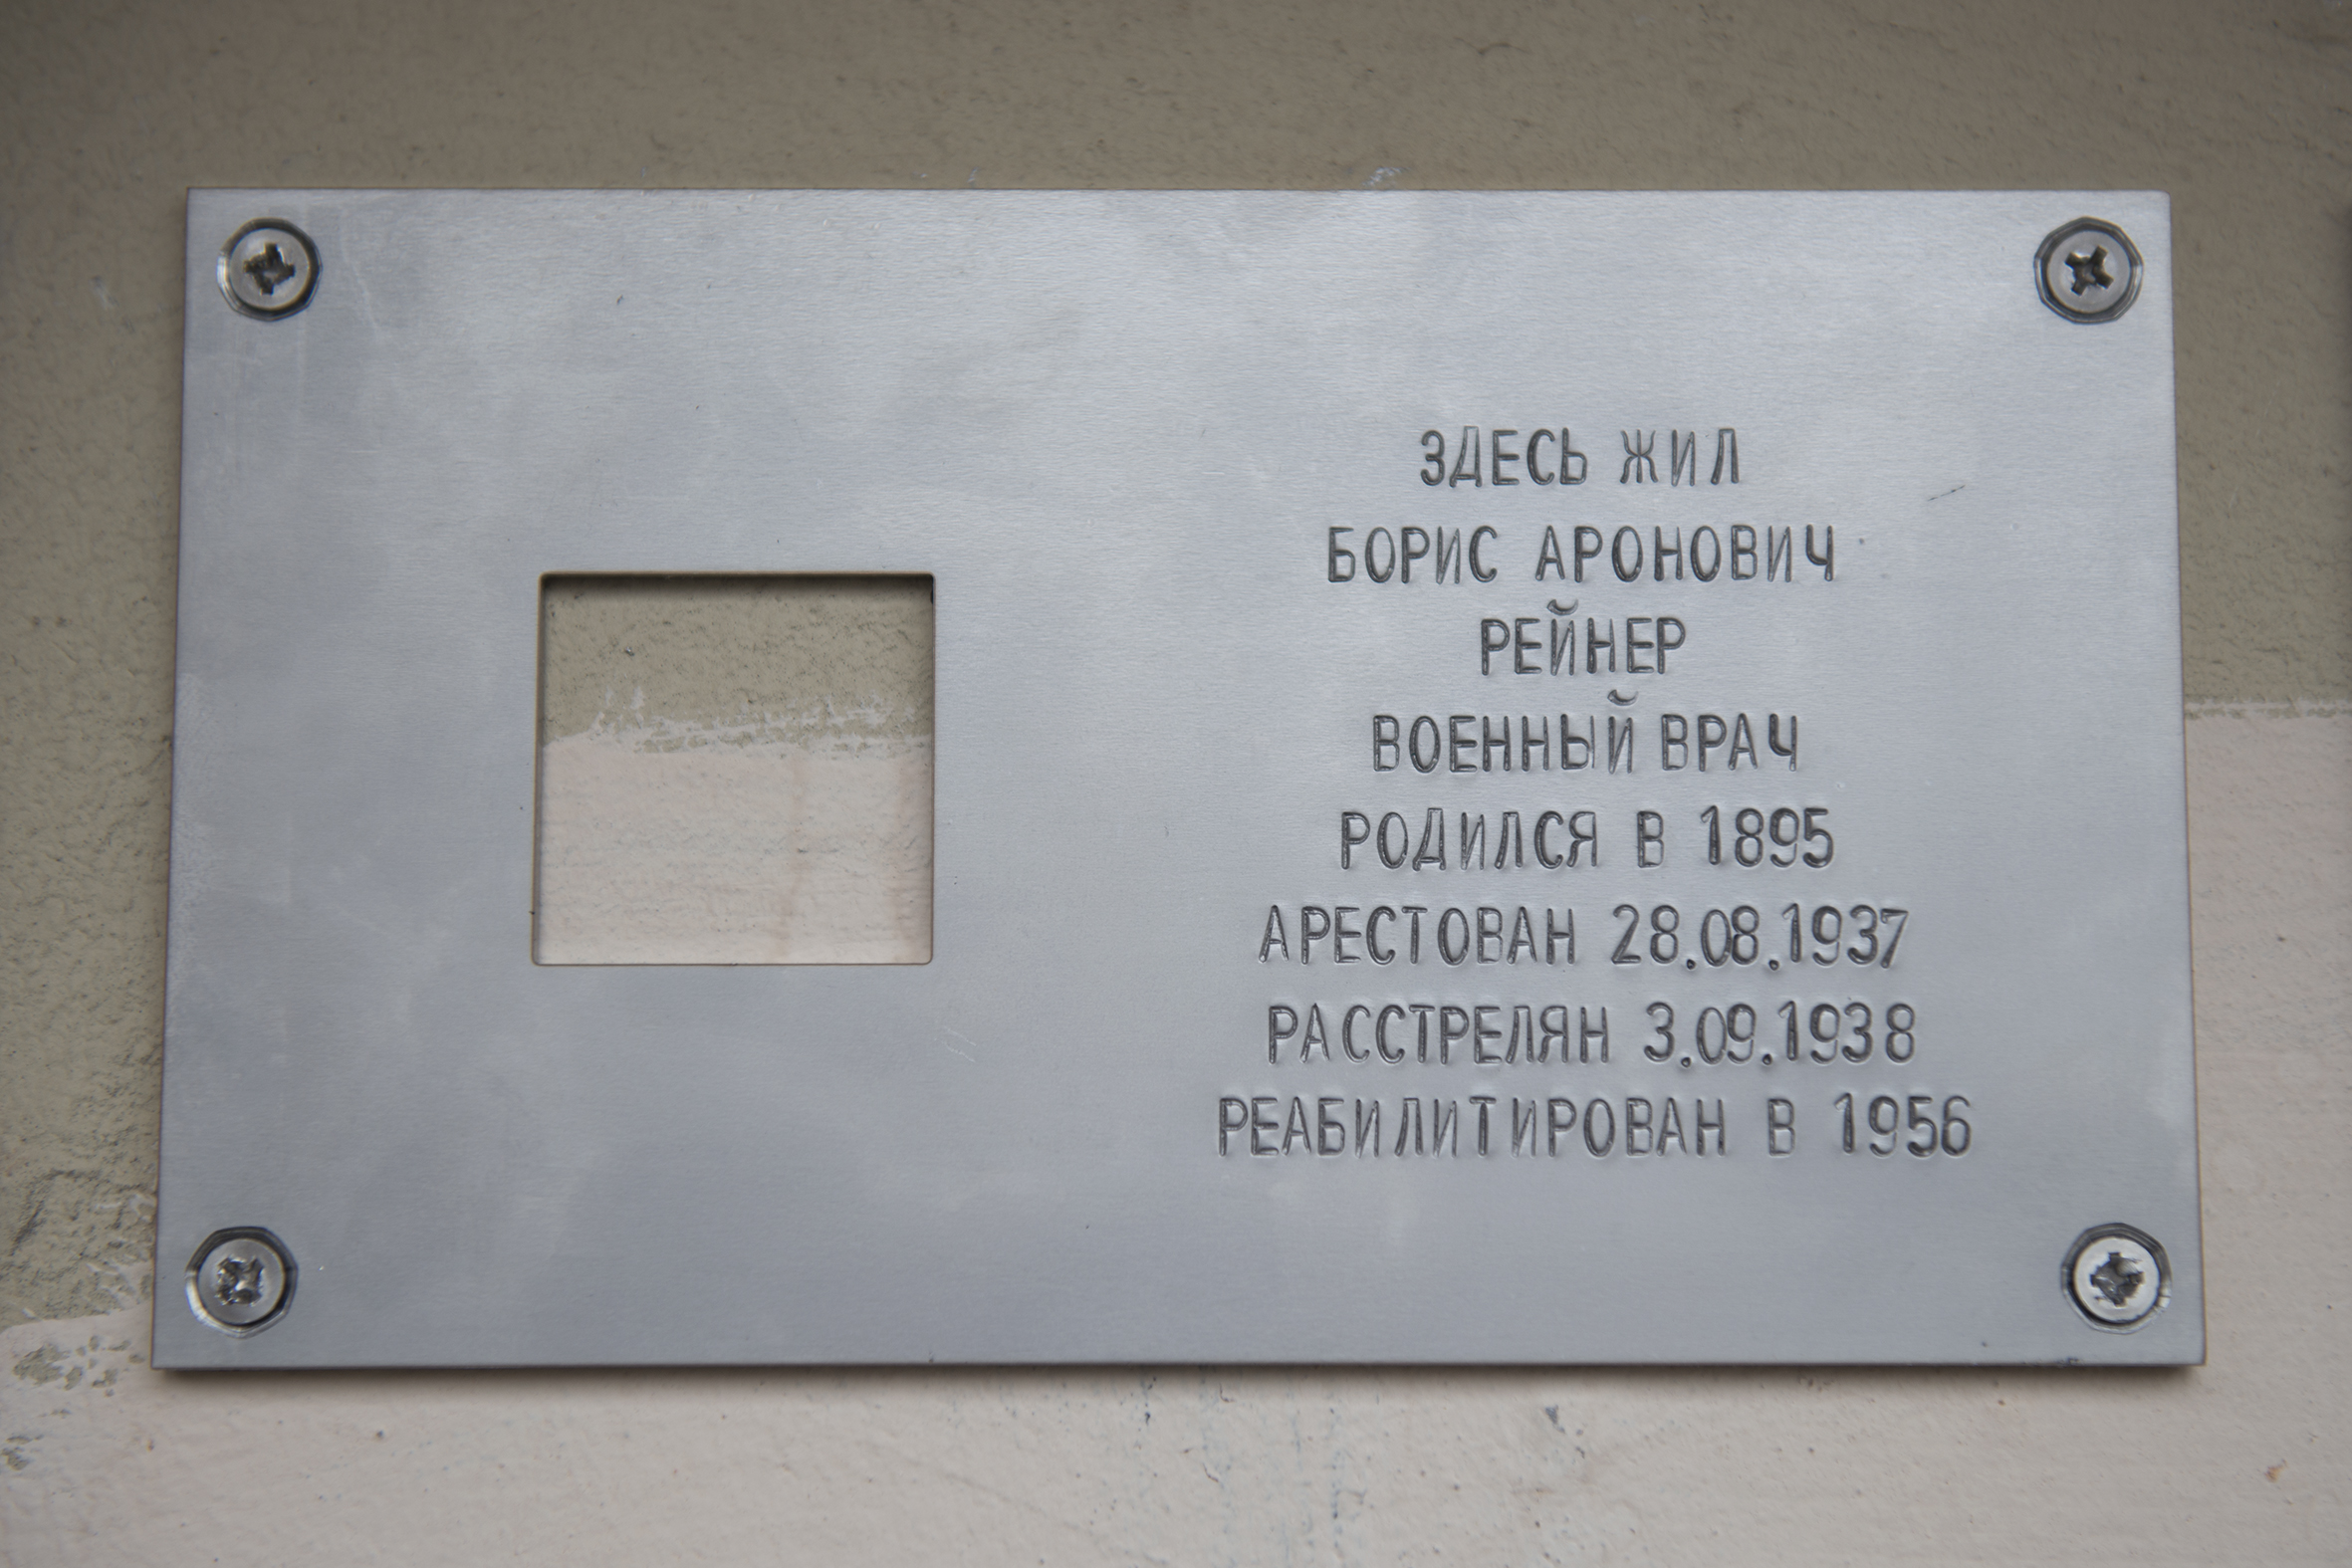 ЗДЕСЬ ЖИЛ
БОРИС АРОНОВИЧ
РЕЙНЕР
ВОЕННЫЙ ВРАЧ
РОДИЛСЯ В 1895
АРЕСТОВАН 28.08.1937
РАССТРЕЛЯН 3.09.1938
РЕАБИЛИТИРОВАН В 1956